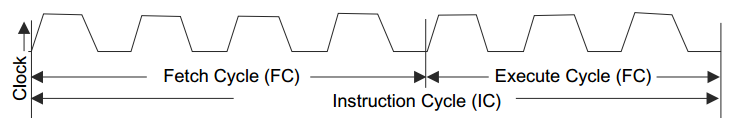 Clock
Fetch Cycle (FC)
Execute Cycle (FC)
Instruction Cycle (IC)